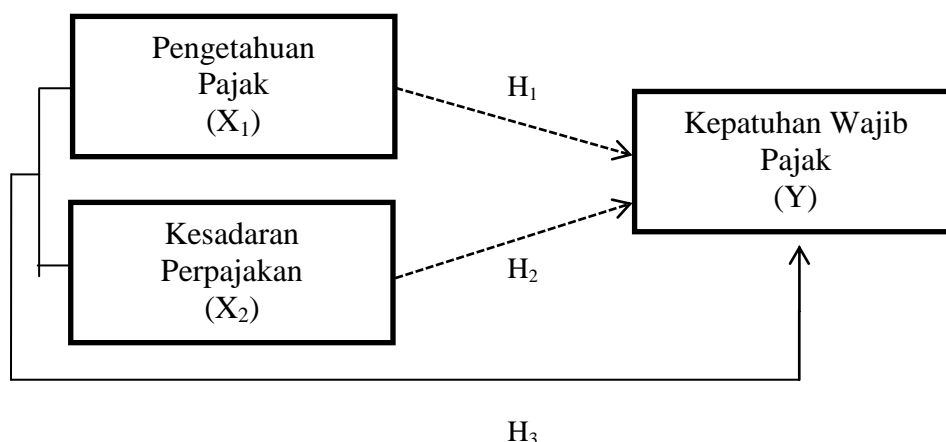 Pengetahuan
Pajak
(X₁)
H₁
Kepatuhan Wajib
Pajak
(Y)
Kesadaran
Perpajakan
(X₂)
H₂
H₃